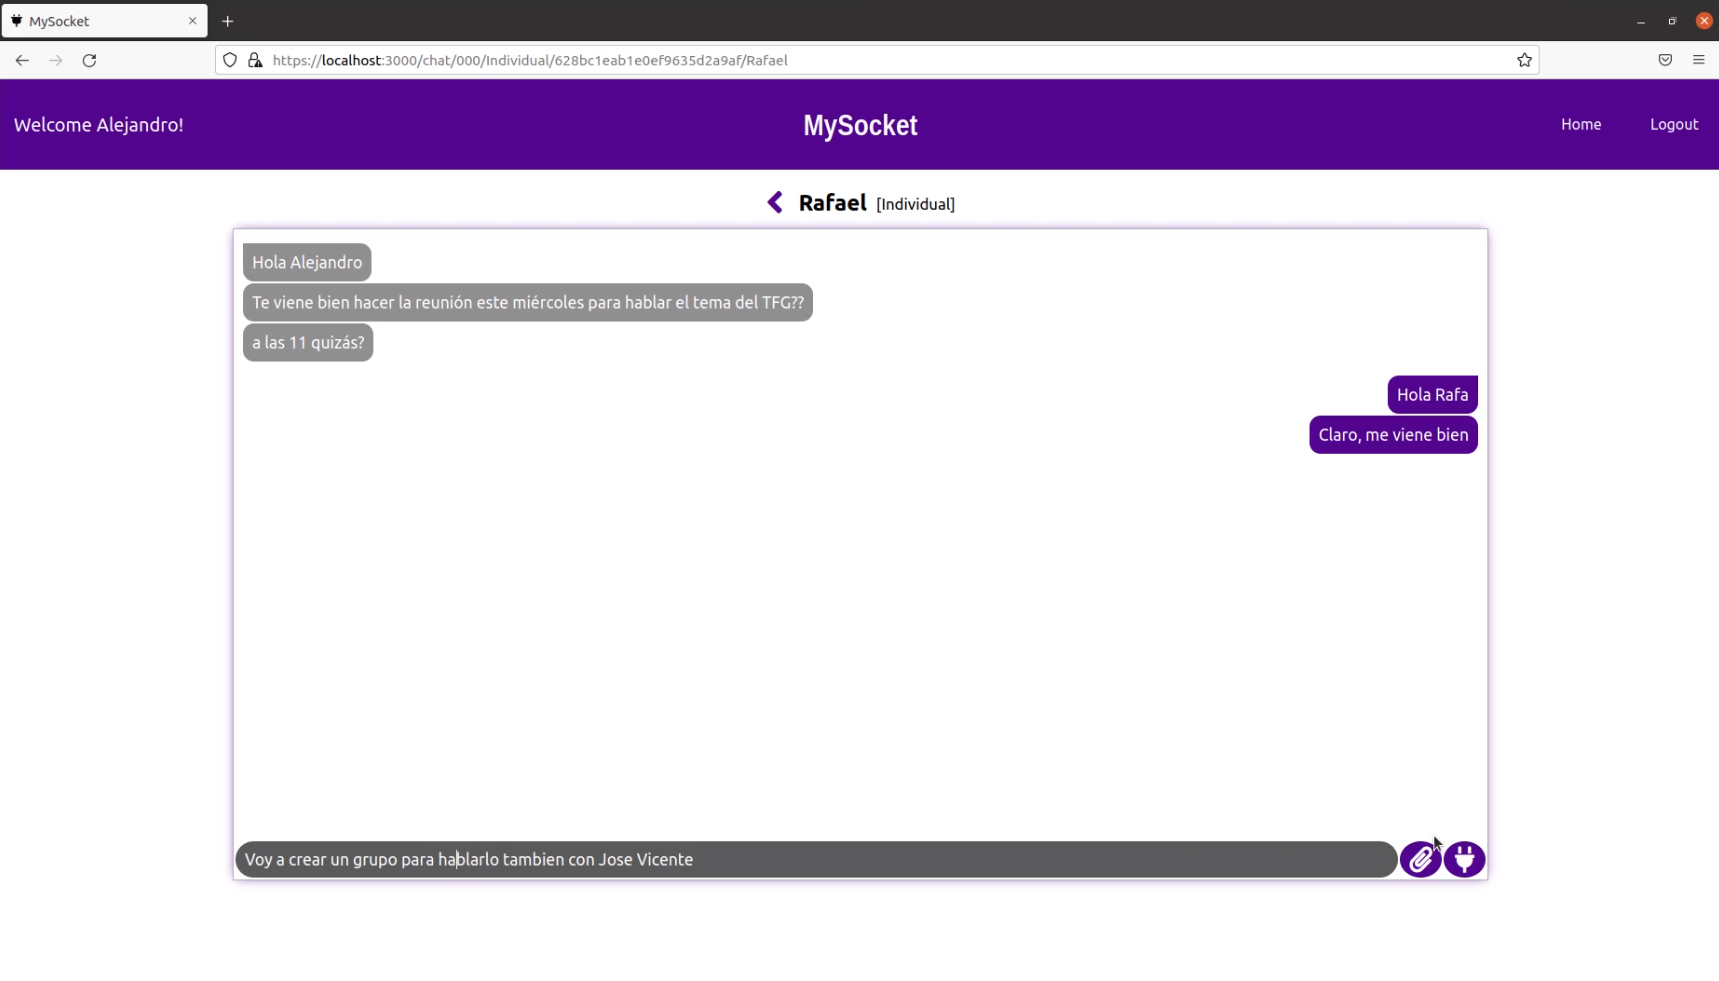 MySocket
https://localhost:3000/chat/000/Individual/628bc1eab1e0ef9635d2a9af/Rafael
Welcome Alejandro!
MySocket
Home
Logout
Rafael [Individual]
Hola Alejandro
Te viene bien hacer la reunión este miércoles para hablar el tema del TFG??
a las 11 quizás?
Hola Rafa
Claro, me viene bien
Voy a crear un grupo para hablarlo tambien con Jose Vicente